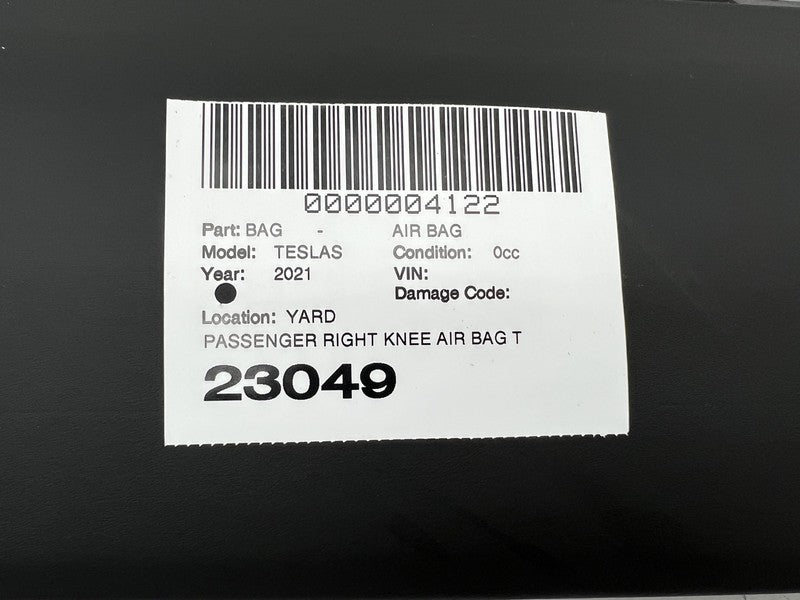 0000004122
Part: BAG - AIR BAG
Model: TESLAS Condition: 0cc
Year: 2021 VIN:
Damage Code:
Location: YARD
PASSENGER RIGHT KNEE AIR BAG T
23049